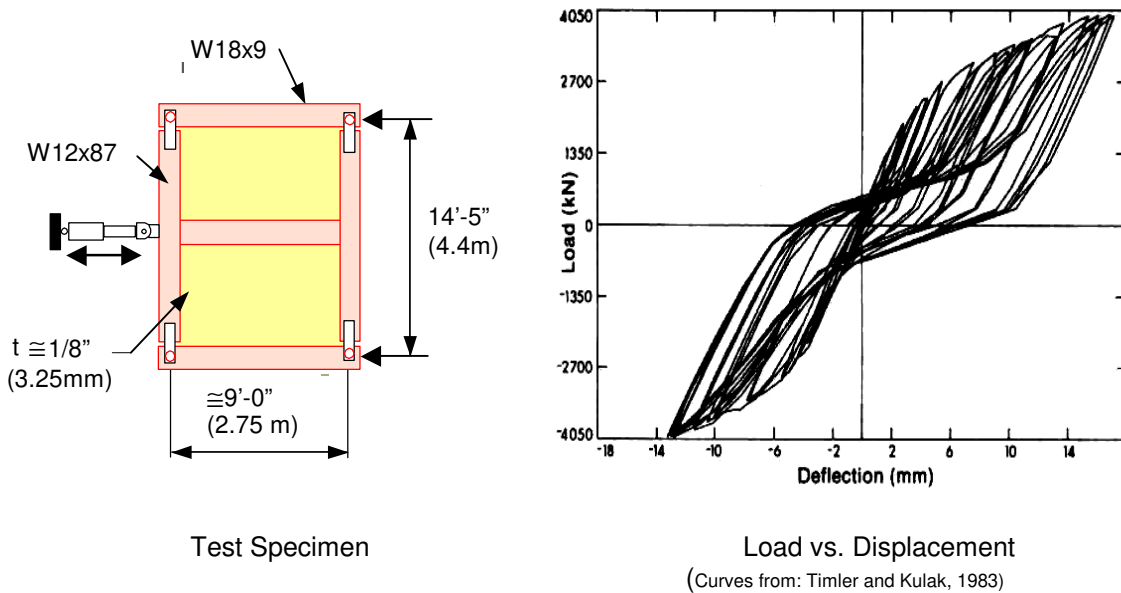 W18x9
W12x87
14'-5"
(4.4m)
t ≅1/8"
(3.25mm)
≅9'-0"
(2.75 m)
Test Specimen
4050
2700
1350
0
-1350
-2700
-4050
Load (kN)
-18 -14 -10 -6 -2 2 6 10 14
Deflection (mm)
Load vs. Displacement
(Curves from: Timler and Kulak, 1983)